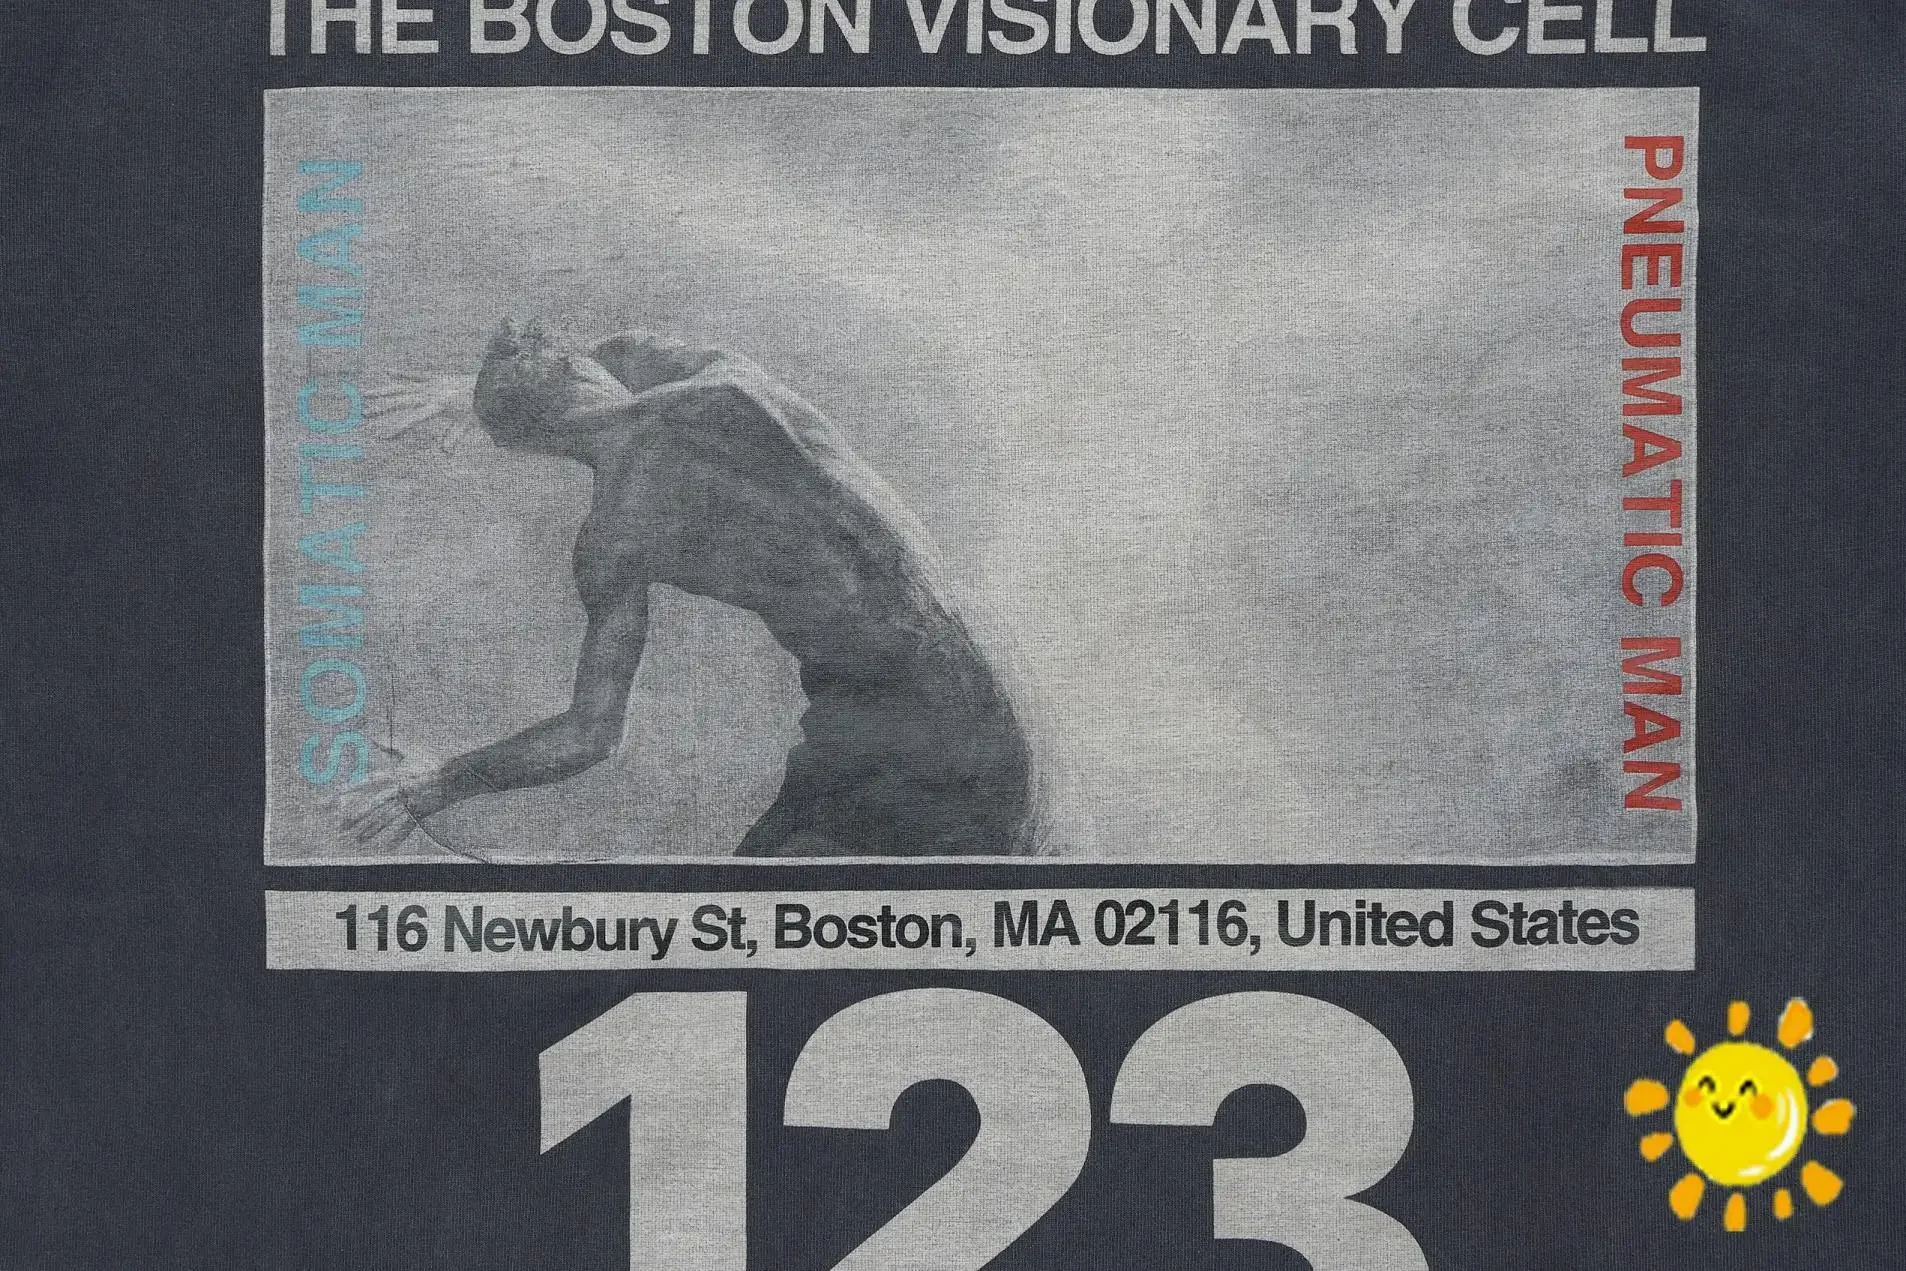 THE BOSTON VISIONARY CELL
SOMATIC MAN
PNEUMATIC MAN
116 Newbury St, Boston, MA 02116, United States
123